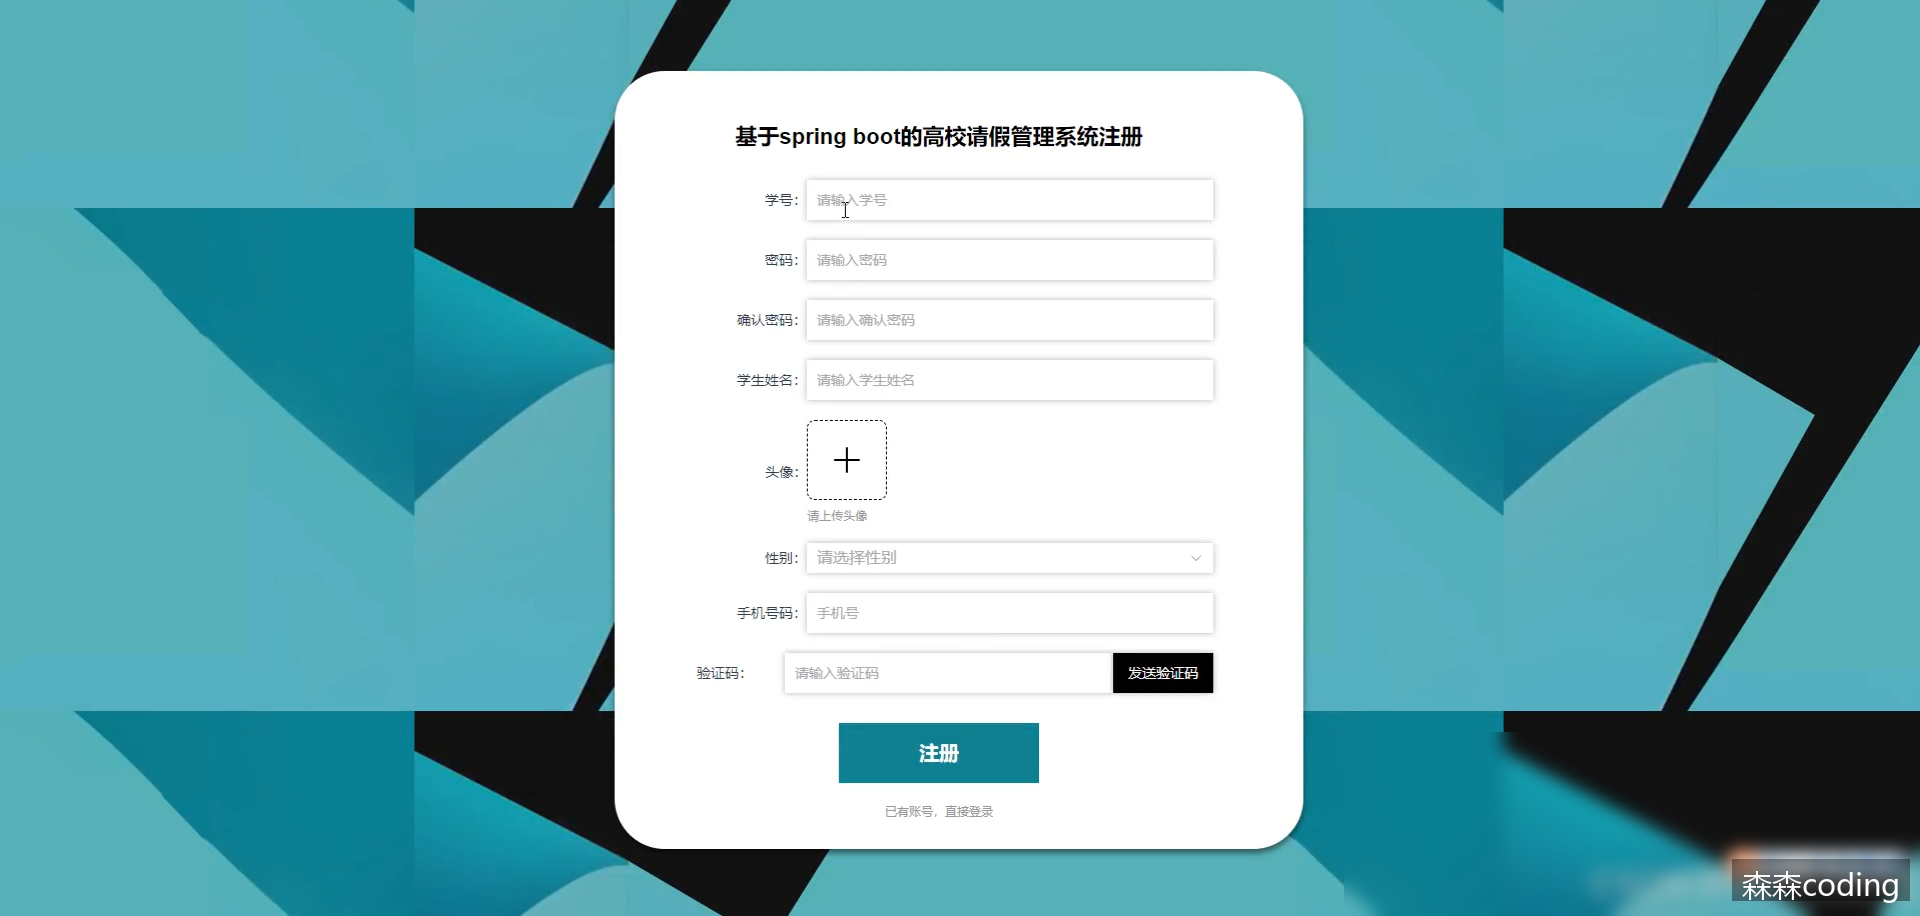 基于spring boot的高校请假管理系统注册
学号： 请输入学号
密码： 请输入密码
确认密码： 请输入确认密码
学生姓名： 请输入学生姓名
头像：
请上传头像
性别： 请选择性别
手机号码： 手机号
验证码： 请输入验证码 发送验证码
注册
已有账号，直接登录
森森coding